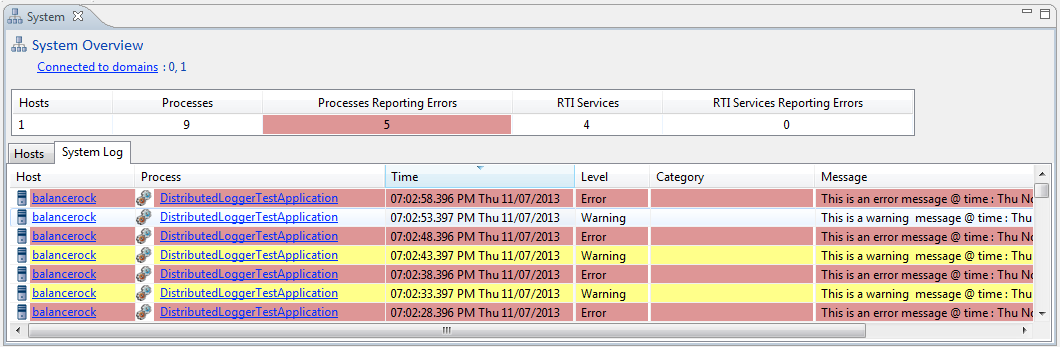 System
System Overview
Connected to domains : 0, 1
Hosts Processes Processes Reporting Errors RTI Services RTI Services Reporting Errors
1 9 5 4 0
Hosts System Log
Host Process Time Level Category Message
balancerock DistributedLoggerTestApplication 07:02:58.396 PM Thu 11/07/2013 Error This is an error message @ time : Thu No
balancerock DistributedLoggerTestApplication 07:02:53.397 PM Thu 11/07/2013 Warning This is a warning message @ time : Thu
balancerock DistributedLoggerTestApplication 07:02:48.396 PM Thu 11/07/2013 Error This is an error message @ time : Thu No
balancerock DistributedLoggerTestApplication 07:02:43.397 PM Thu 11/07/2013 Warning This is a warning message @ time : Thu
balancerock DistributedLoggerTestApplication 07:02:38.396 PM Thu 11/07/2013 Error This is an error message @ time : Thu No
balancerock DistributedLoggerTestApplication 07:02:33.397 PM Thu 11/07/2013 Warning This is a warning message @ time : Thu
balancerock DistributedLoggerTestApplication 07:02:28.396 PM Thu 11/07/2013 Error This is an error message @ time : Thu No